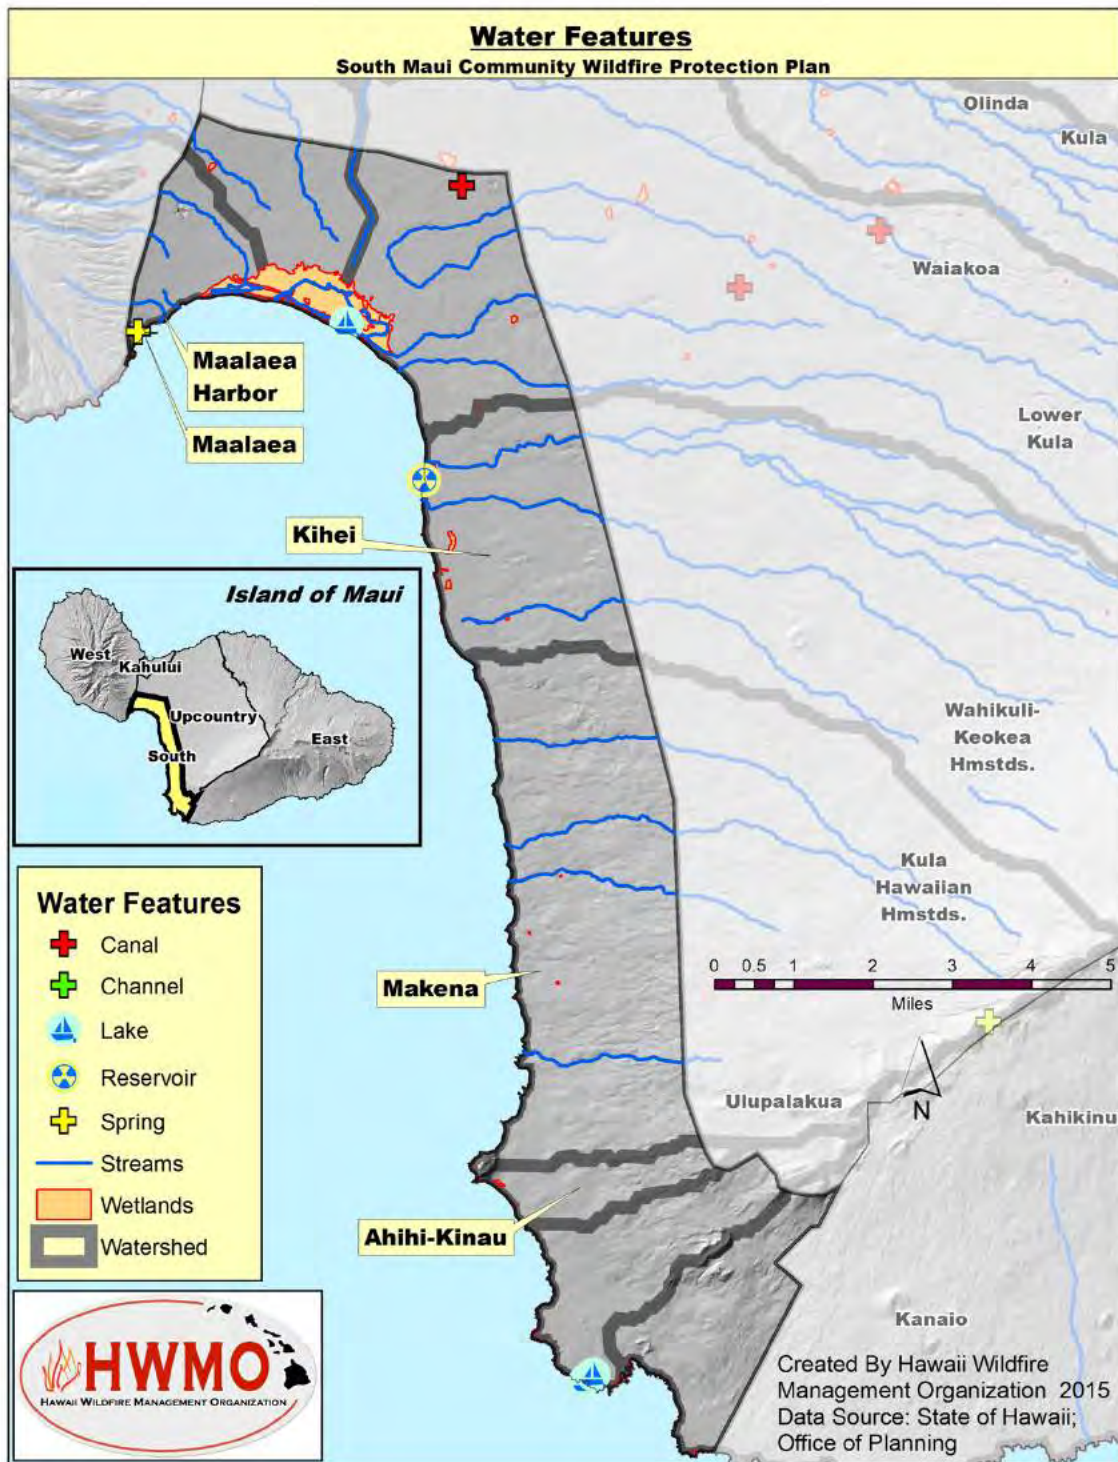 Water Features
South Maui Community Wildfire Protection Plan
Olinda
Kula
Waiakoa
Maalaea
Harbor
Maalaea
Lower
Kula
Kihei
Island of Maui
West
Kahului
Upcountry
South
East
Wahikuli-
Keokea
Hmstds.
Kula
Hawaiian
Hmstds.
Water Features
Canal
Channel
Lake
Reservoir
Spring
Streams
Wetlands
Watershed
Makena
0 0.5 1 2 3 4 5
Miles
N
Ulupalakua
Kahikinu
Ahihi-Kinau
Kanaio
HWMO
HAWAII WILDFIRE MANAGEMENT ORGANIZATION
Created By Hawaii Wildfire
Management Organization 2015
Data Source: State of Hawaii;
Office of Planning